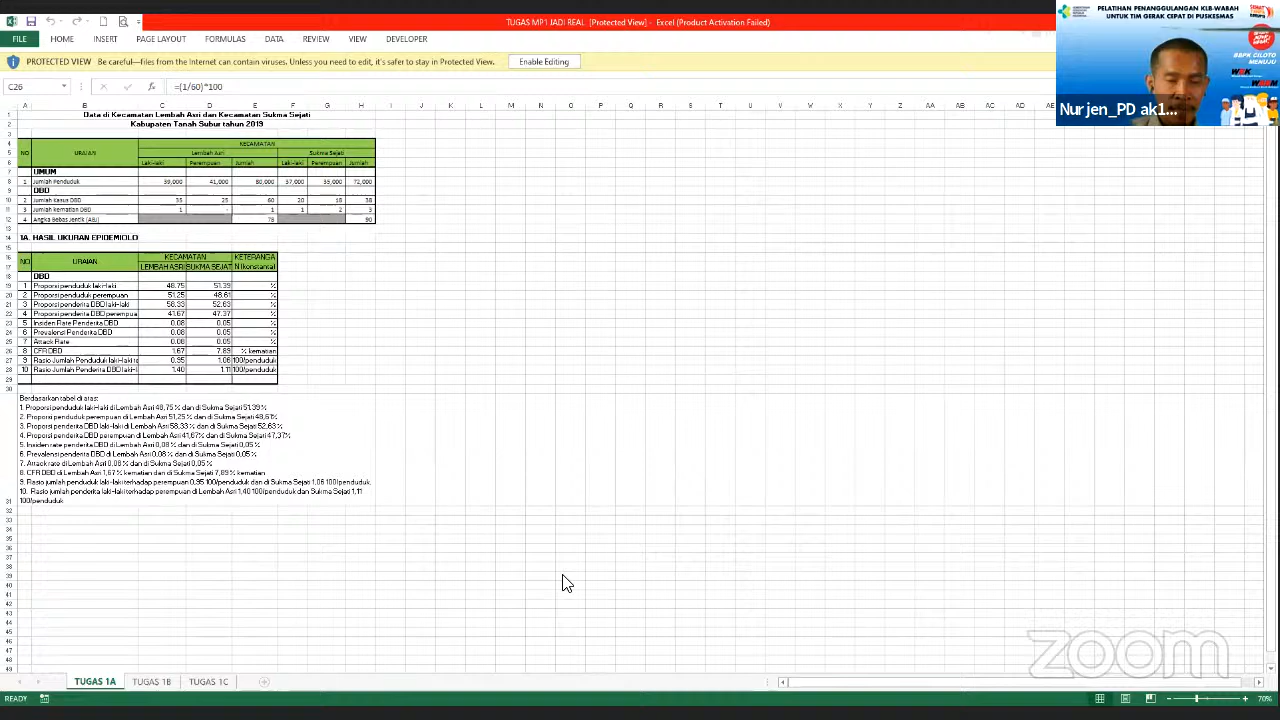 TUGAS MP1 JADI REAL [Protected View] - Excel (Product Activation Failed)
FILE HOME INSERT PAGE LAYOUT FORMULAS DATA REVIEW VIEW DEVELOPER
PROTECTED VIEW Be careful—files from the Internet can contain viruses. Unless you need to edit, it's safer to stay in Protected View. Enable Editing
C26 =(1/60)*100
PELATIHAN PENANGGULANGAN KLB-WABAH
UNTUK TIM GERAK CEPAT DI PUSKESMAS
BBPK CILOTO
MENUJU
Nurjen_PD ak1...
A B C D E F G H I J K L M N O P Q R S T U V W X Y Z AA AB AC AD AE
Data di Kecamatan Lembah Asri dan Kecamatan Sukma Sejati
Kabupaten Tanah Subur tahun 2019
NO URAIAN KECAMATAN
Lembah Asri Sukma Sejati
Laki-laki Perempuan Jumlah Laki-laki Perempuan Jumlah
UMUM
1 Jumlah Penduduk 39,000 41,000 80,000 37,000 35,000 72,000
DBD
2 Jumlah Kasus DBD 35 25 60 20 18 38
3 Jumlah kematian DBD 1 - 1 1 2 3
4 Angka Bebas Jentik (ABJ) 78 90
1A. HASIL UKURAN EPIDEMIOLO
NO URAIAN KECAMATAN KETERANGA
LEMBAH ASRI SUKMA SEJAT N (konstanta)
DBD
1 Proporsi penduduk laki-laki 48.75 51.39 %
2 Proporsi penduduk perempuan 51.25 48.61 %
3 Proporsi penderita DBD laki-laki 58.33 52.63 %
4 Proporsi penderita DBD perempua 41.67 47.37 %
5 Insiden Rate Penderita DBD 0.08 0.05 %
6 Prevalensi Penderita DBD 0.08 0.05 %
7 Attack Rate 0.08 0.05 %
8 CFR DBD 1.67 7.89 % kematian
9 Rasio Jumlah Penduduk laki-Haki te 0.95 1.06 100/penduduk
10 Rasio Jumlah Penderita DBD laki-l 1.40 1.11 100/penduduk
Berdasarkan tabel di atas:
1. Proporsi penduduk laki-Haki di Lembah Asri 48,75 % dan di Sukma Sejati 51.39%
2. Proporsi penduduk perempuan di Lembah Asri 51,25 % dan di Sukma Sejati 48,61%
3. Proporsi penderita DBD laki-laki di Lembah Asri 58,33 % dan di Sukma Sejati 52,63 %
4. Proporsi penderita DBD perempuan di Lembah Asri 41,67% dan di Sukma Sejati 47,37%
5. Insiden rate penderita DBD di Lembah Asri 0,08 % dan di Sukma Sejati 0,05 %
6. Prevalensi penderita DBD di Lembah Asri 0,08 % dan di Sukma Sejati 0,05 %
7. Attack rate di Lembah Asri 0,08 % dan di Sukma Sejati 0,05 %
8. CFR DBD di Lembah Asri 1,67 % kematian dan di Sukma Sejati 7,89 % kematian
9. Rasio jumlah penduduk laki-laki terhadap perempuan 0,95 100/penduduk dan di Sukma Sejati 1,06 100/penduduk.
10. Rasio jumlah penderita laki-laki terhadap perempuan di Lembah Asri 1,40 100/penduduk dan Sukma Sejati 1,11
100/penduduk
zoom
TUGAS 1A TUGAS 1B TUGAS 1C
READY 70%